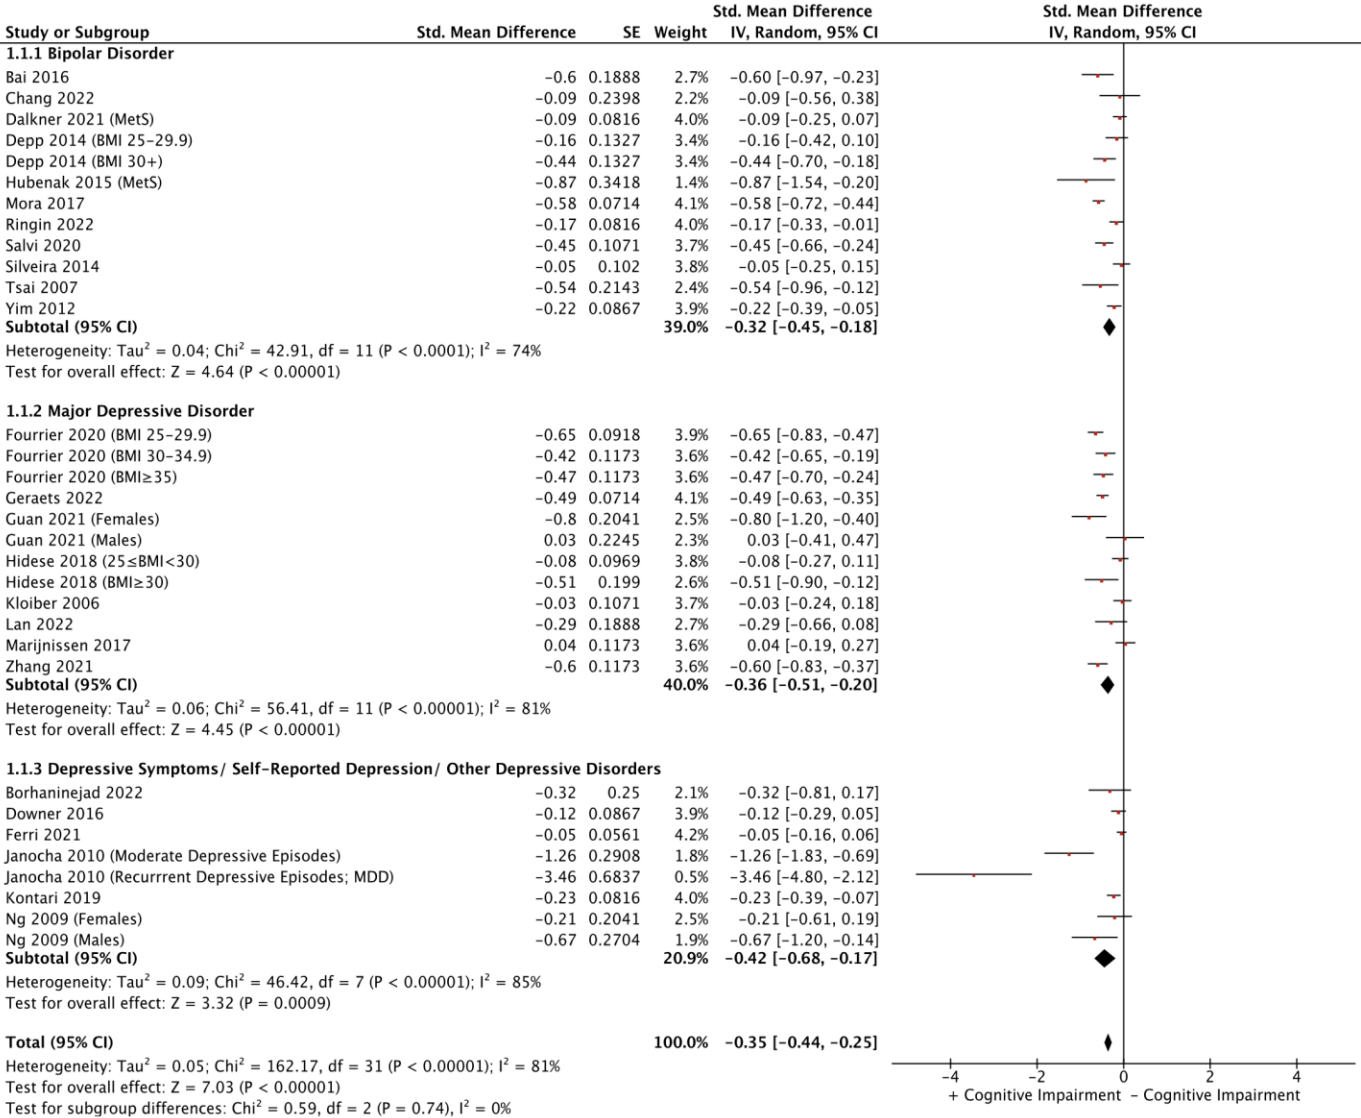 Std. Mean Difference Std. Mean Difference
Study or Subgroup Std. Mean Difference SE Weight IV, Random, 95% CI IV, Random, 95% CI
1.1.1 Bipolar Disorder
Bai 2016 −0.6 0.1888 2.7% −0.60 [−0.97, −0.23]
Chang 2022 −0.09 0.2398 2.2% −0.09 [−0.56, 0.38]
Dalkner 2021 (MetS) −0.09 0.0816 4.0% −0.09 [−0.25, 0.07]
Depp 2014 (BMI 25−29.9) −0.16 0.1327 3.4% −0.16 [−0.42, 0.10]
Depp 2014 (BMI 30+) −0.44 0.1327 3.4% −0.44 [−0.70, −0.18]
Hubenak 2015 (MetS) −0.87 0.3418 1.4% −0.87 [−1.54, −0.20]
Mora 2017 −0.58 0.0714 4.1% −0.58 [−0.72, −0.44]
Ringin 2022 −0.17 0.0816 4.0% −0.17 [−0.33, −0.01]
Salvi 2020 −0.45 0.1071 3.7% −0.45 [−0.66, −0.24]
Silveira 2014 −0.05 0.102 3.8% −0.05 [−0.25, 0.15]
Tsai 2007 −0.54 0.2143 2.4% −0.54 [−0.96, −0.12]
Yim 2012 −0.22 0.0867 3.9% −0.22 [−0.39, −0.05]
Subtotal (95% CI) 39.0% −0.32 [−0.45, −0.18]
Heterogeneity: Tau² = 0.04; Chi² = 42.91, df = 11 (P < 0.0001); I² = 74%
Test for overall effect: Z = 4.64 (P < 0.00001)
1.1.2 Major Depressive Disorder
Fourrier 2020 (BMI 25−29.9) −0.65 0.0918 3.9% −0.65 [−0.83, −0.47]
Fourrier 2020 (BMI 30−34.9) −0.42 0.1173 3.6% −0.42 [−0.65, −0.19]
Fourrier 2020 (BMI≥35) −0.47 0.1173 3.6% −0.47 [−0.70, −0.24]
Geraets 2022 −0.49 0.0714 4.1% −0.49 [−0.63, −0.35]
Guan 2021 (Females) −0.8 0.2041 2.5% −0.80 [−1.20, −0.40]
Guan 2021 (Males) 0.03 0.2245 2.3% 0.03 [−0.41, 0.47]
Hidese 2018 (25≤BMI<30) −0.08 0.0969 3.8% −0.08 [−0.27, 0.11]
Hidese 2018 (BMI≥30) −0.51 0.199 2.6% −0.51 [−0.90, −0.12]
Kloiber 2006 −0.03 0.1071 3.7% −0.03 [−0.24, 0.18]
Lan 2022 −0.29 0.1888 2.7% −0.29 [−0.66, 0.08]
Marijnissen 2017 0.04 0.1173 3.6% 0.04 [−0.19, 0.27]
Zhang 2021 −0.6 0.1173 3.6% −0.60 [−0.83, −0.37]
Subtotal (95% CI) 40.0% −0.36 [−0.51, −0.20]
Heterogeneity: Tau² = 0.06; Chi² = 56.41, df = 11 (P < 0.00001); I² = 81%
Test for overall effect: Z = 4.45 (P < 0.00001)
1.1.3 Depressive Symptoms/ Self−Reported Depression/ Other Depressive Disorders
Borhaninejad 2022 −0.32 0.25 2.1% −0.32 [−0.81, 0.17]
Downer 2016 −0.12 0.0867 3.9% −0.12 [−0.29, 0.05]
Ferri 2021 −0.05 0.0561 4.2% −0.05 [−0.16, 0.06]
Janocha 2010 (Moderate Depressive Episodes) −1.26 0.2908 1.8% −1.26 [−1.83, −0.69]
Janocha 2010 (Recurrrent Depressive Episodes; MDD) −3.46 0.6837 0.5% −3.46 [−4.80, −2.12]
Kontari 2019 −0.23 0.0816 4.0% −0.23 [−0.39, −0.07]
Ng 2009 (Females) −0.21 0.2041 2.5% −0.21 [−0.61, 0.19]
Ng 2009 (Males) −0.67 0.2704 1.9% −0.67 [−1.20, −0.14]
Subtotal (95% CI) 20.9% −0.42 [−0.68, −0.17]
Heterogeneity: Tau² = 0.09; Chi² = 46.42, df = 7 (P < 0.00001); I² = 85%
Test for overall effect: Z = 3.32 (P = 0.0009)
Total (95% CI) 100.0% −0.35 [−0.44, −0.25]
Heterogeneity: Tau² = 0.05; Chi² = 162.17, df = 31 (P < 0.00001); I² = 81%
Test for overall effect: Z = 7.03 (P < 0.00001)
Test for subgroup differences: Chi² = 0.59, df = 2 (P = 0.74), I² = 0%
−4 −2 0 2 4
+ Cognitive Impairment − Cognitive Impairment